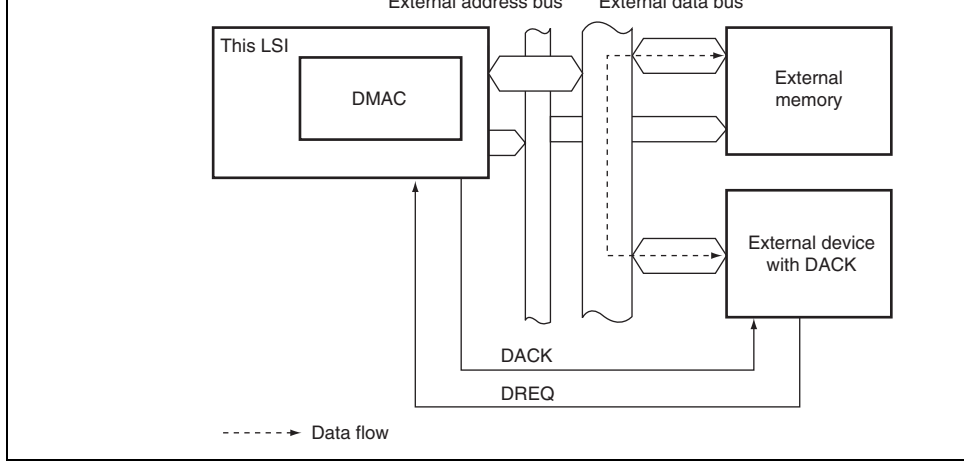 External address bus External data bus
This LSI
DMAC
External
memory
External device
with DACK
DACK
DREQ
Data flow